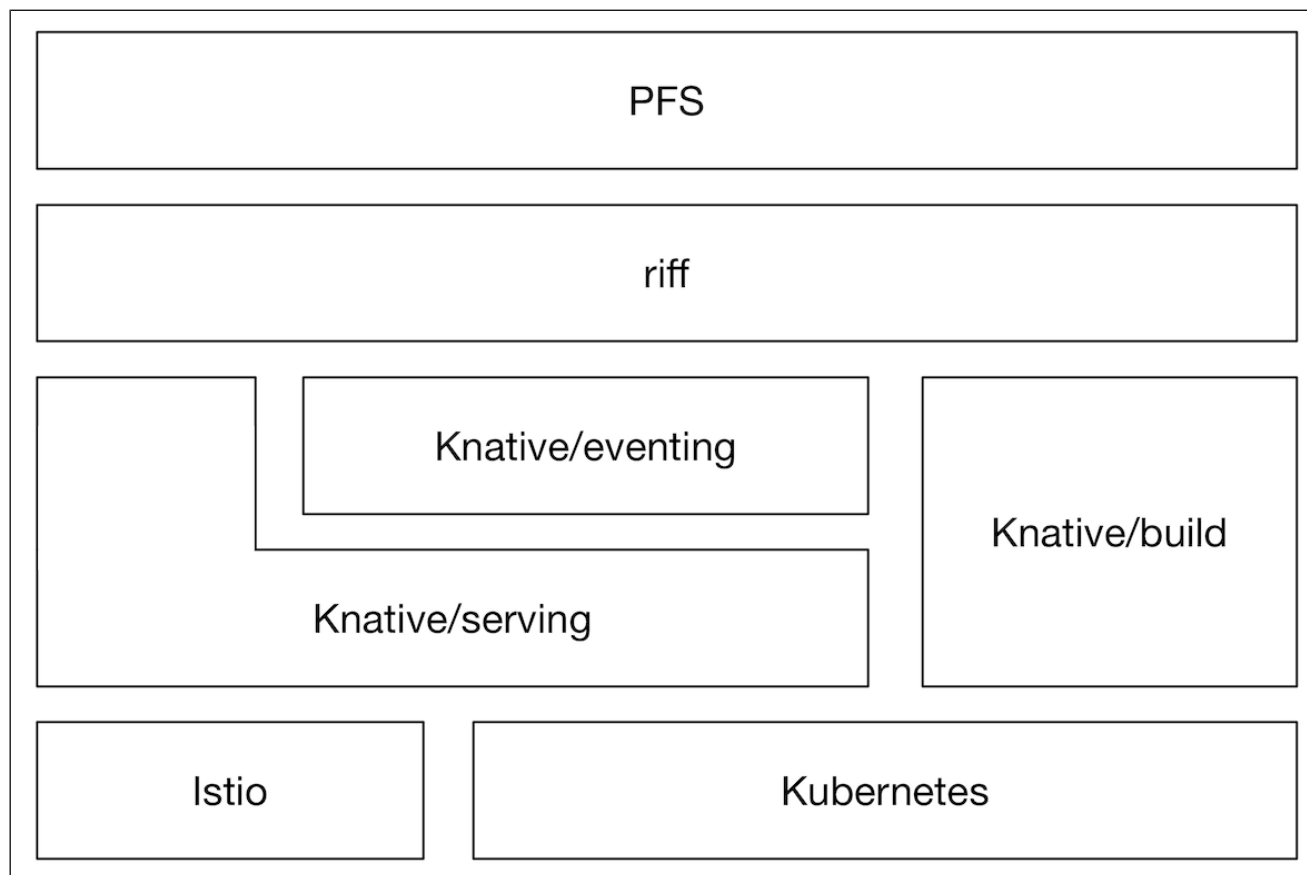 PFS
riff
Knative/eventing
Knative/build
Knative/serving
Istio
Kubernetes